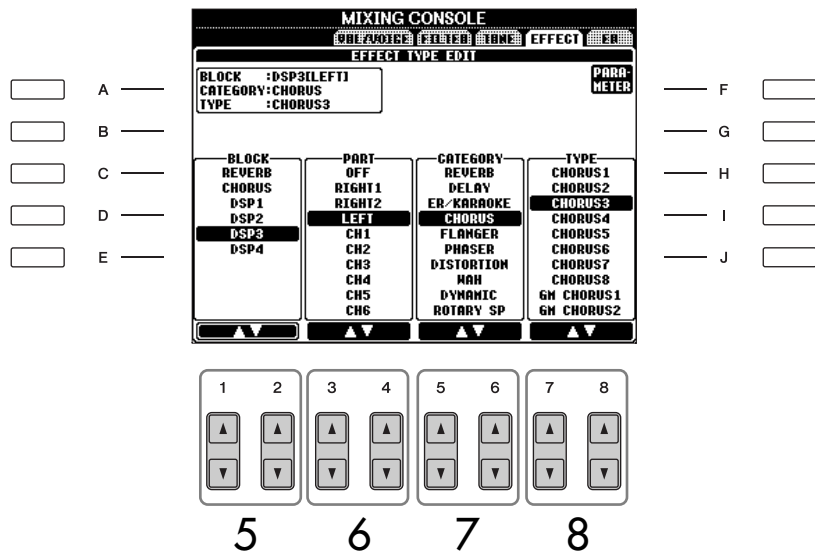 MIXING CONSOLE
VOL/VOICE FILTER TUNE EFFECT EQ
EFFECT TYPE EDIT
BLOCK :DSP3[LEFT]
CATEGORY:CHORUS
TYPE :CHORUS3
PARA-
METER
A
B
C
D
E
F
G
H
I
J
BLOCK
REVERB
CHORUS
DSP1
DSP2
DSP3
DSP4
PART
OFF
RIGHT1
RIGHT2
LEFT
CH1
CH2
CH3
CH4
CH5
CH6
CATEGORY
REVERB
DELAY
ER/KARAOKE
CHORUS
FLANGER
PHASER
DISTORTION
WAH
DYNAMIC
ROTARY SP
TYPE
CHORUS1
CHORUS2
CHORUS3
CHORUS4
CHORUS5
CHORUS6
CHORUS7
CHORUS8
GM CHORUS1
GM CHORUS2
1 2 3 4 5 6 7 8
5 6 7 8